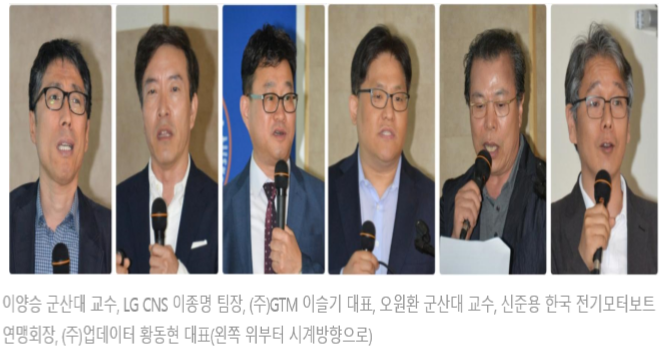 이양승 군산대 교수, LG CNS 이종명 팀장, (주)GTM 이슬기 대표, 오원환 군산대 교수, 신준용 한국 전기모터보트
연맹회장, (주)업데이터 황동현 대표(왼쪽 위부터 시계방향으로)